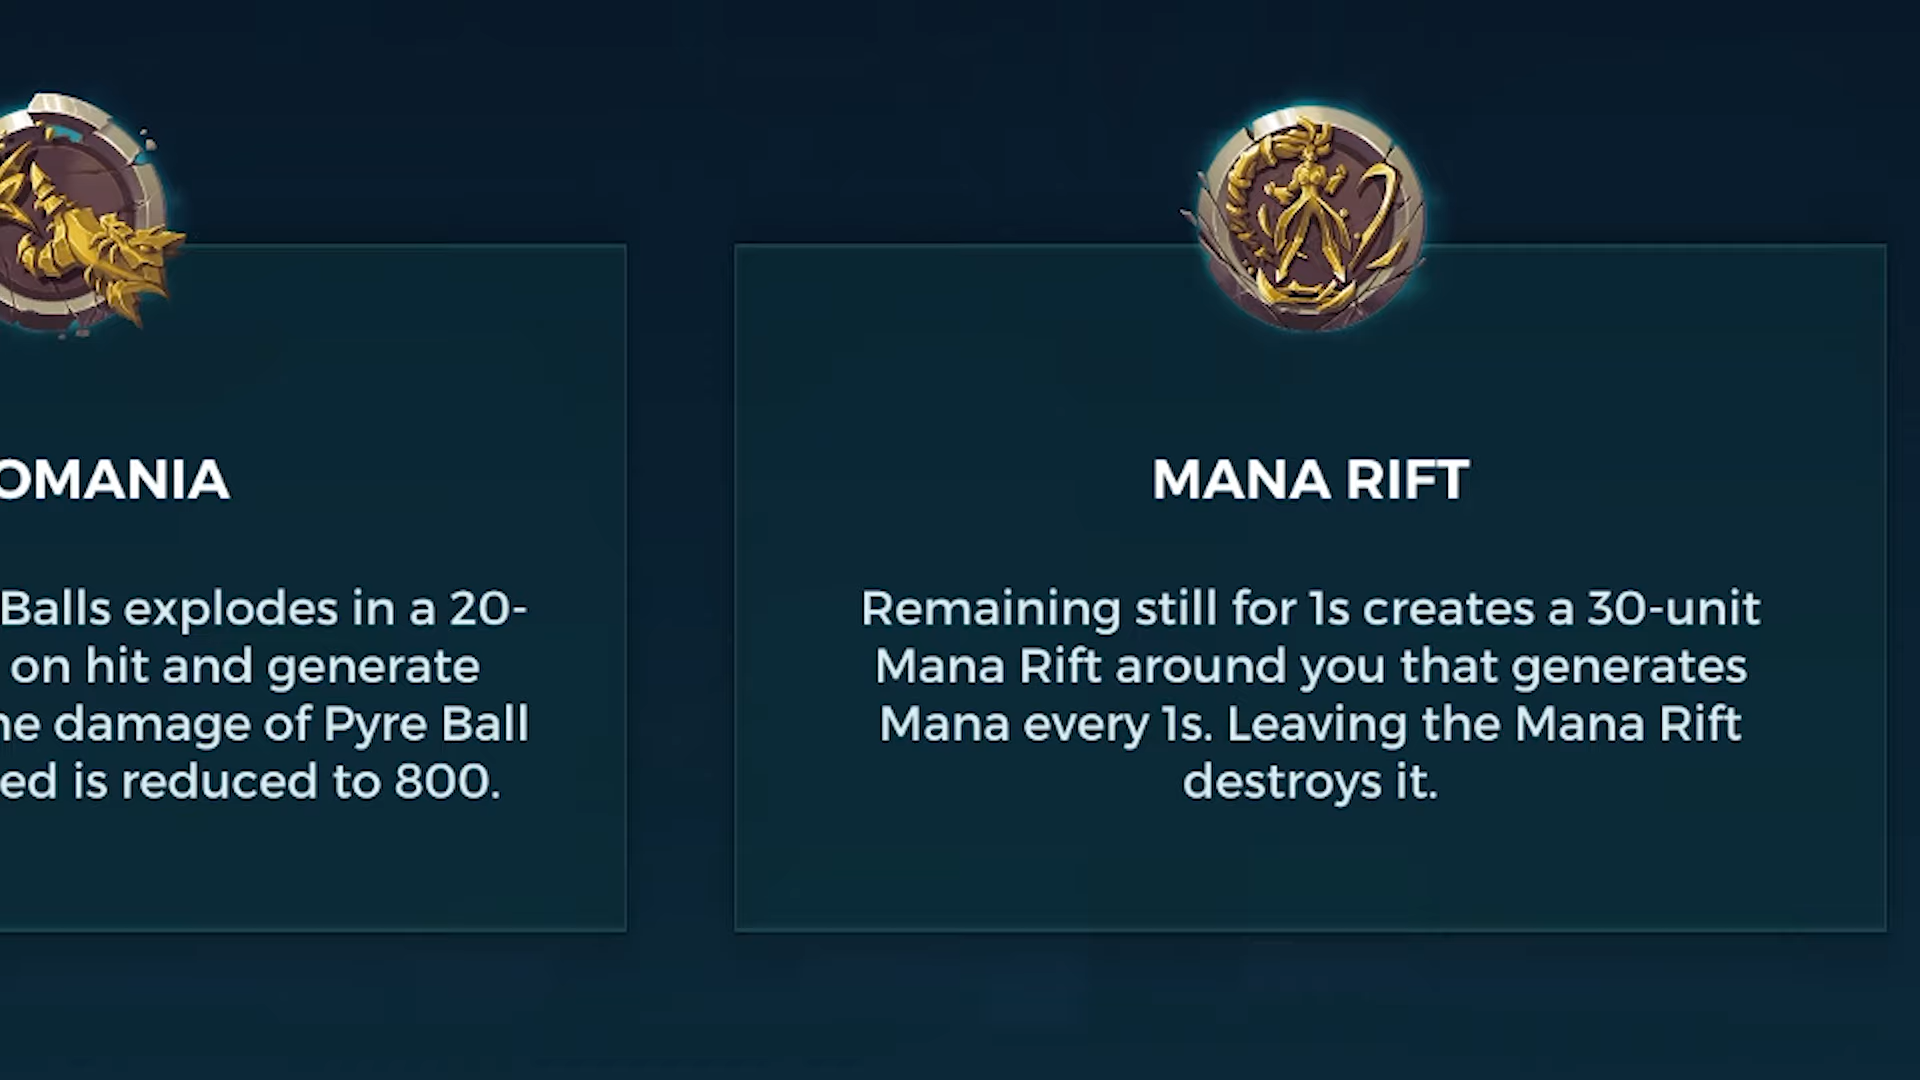 OMANIA
Balls explodes in a 20-
on hit and generate
he damage of Pyre Ball
ed is reduced to 800.
MANA RIFT
Remaining still for 1s creates a 30-unit
Mana Rift around you that generates
Mana every 1s. Leaving the Mana Rift
destroys it.